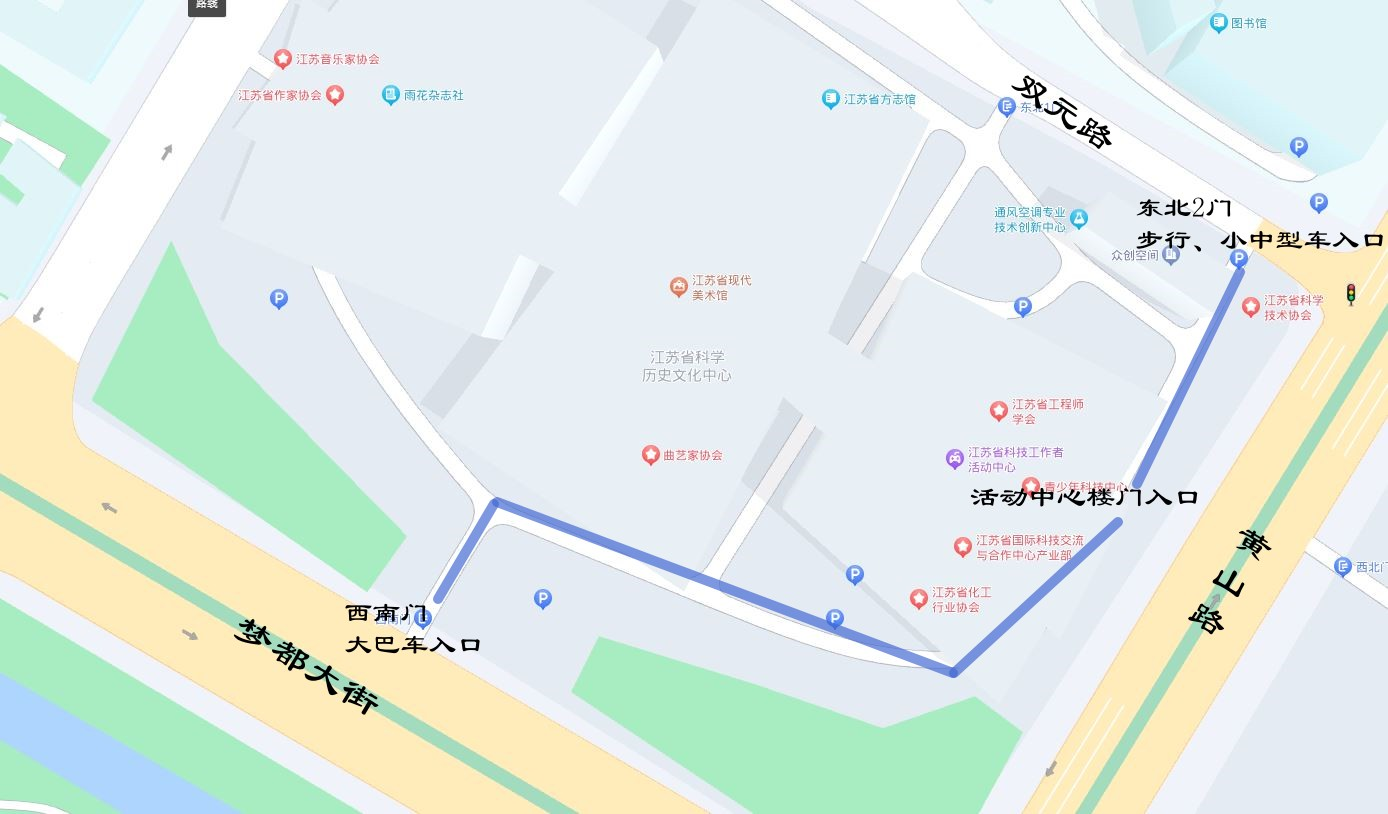 路线
图书馆
江苏音乐家协会
江苏省作家协会
雨花杂志社
江苏省方志馆
双元路
东北2门
步行、小中型车入口
通风空调专业
技术创新中心
众创空间
江苏省现代
美术馆
江苏省科学
技术协会
江苏省科学
历史文化中心
江苏省工程师
学会
曲艺家协会
江苏省科技工作者
活动中心
青少年科技中心
活动中心楼门入口
江苏省国际科技交流
与合作中心产业部
黄山路
西北门
江苏省化工
行业协会
西南门
大巴车入口
梦都大街